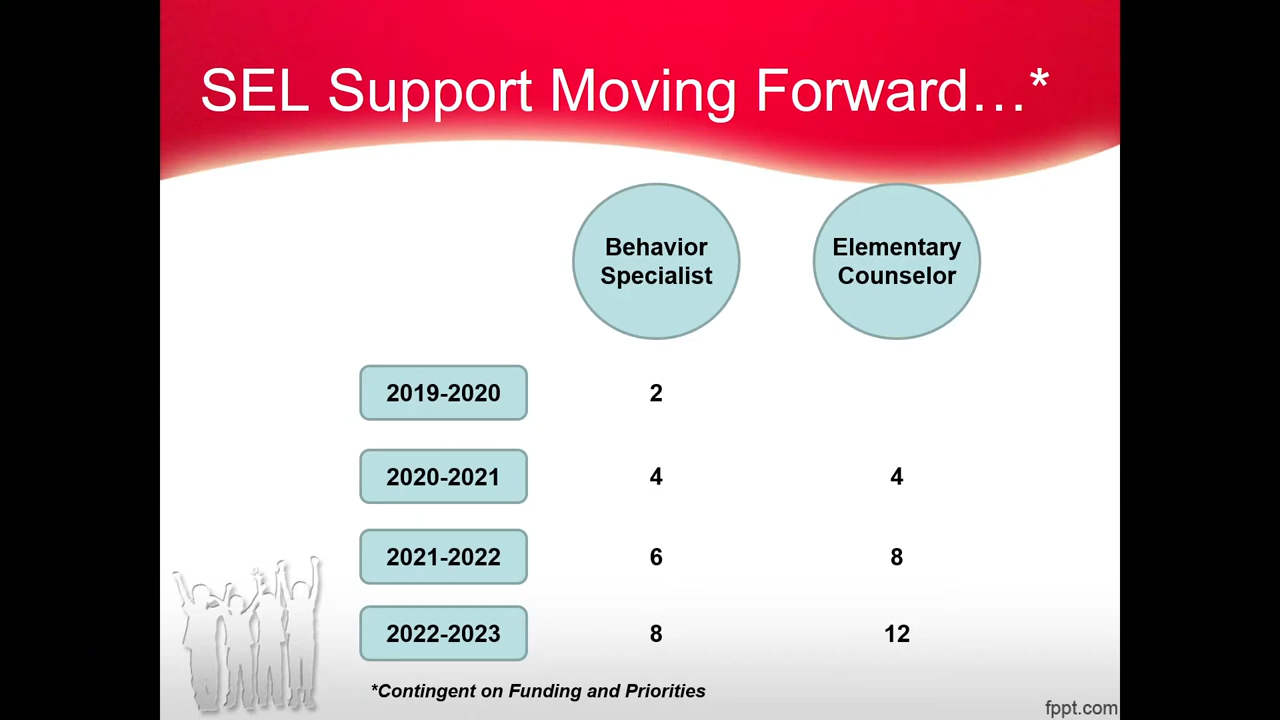 SEL Support Moving Forward…*
Behavior
Specialist
Elementary
Counselor
2019-2020 2
2020-2021 4 4
2021-2022 6 8
2022-2023 8 12
*Contingent on Funding and Priorities
fppt.com